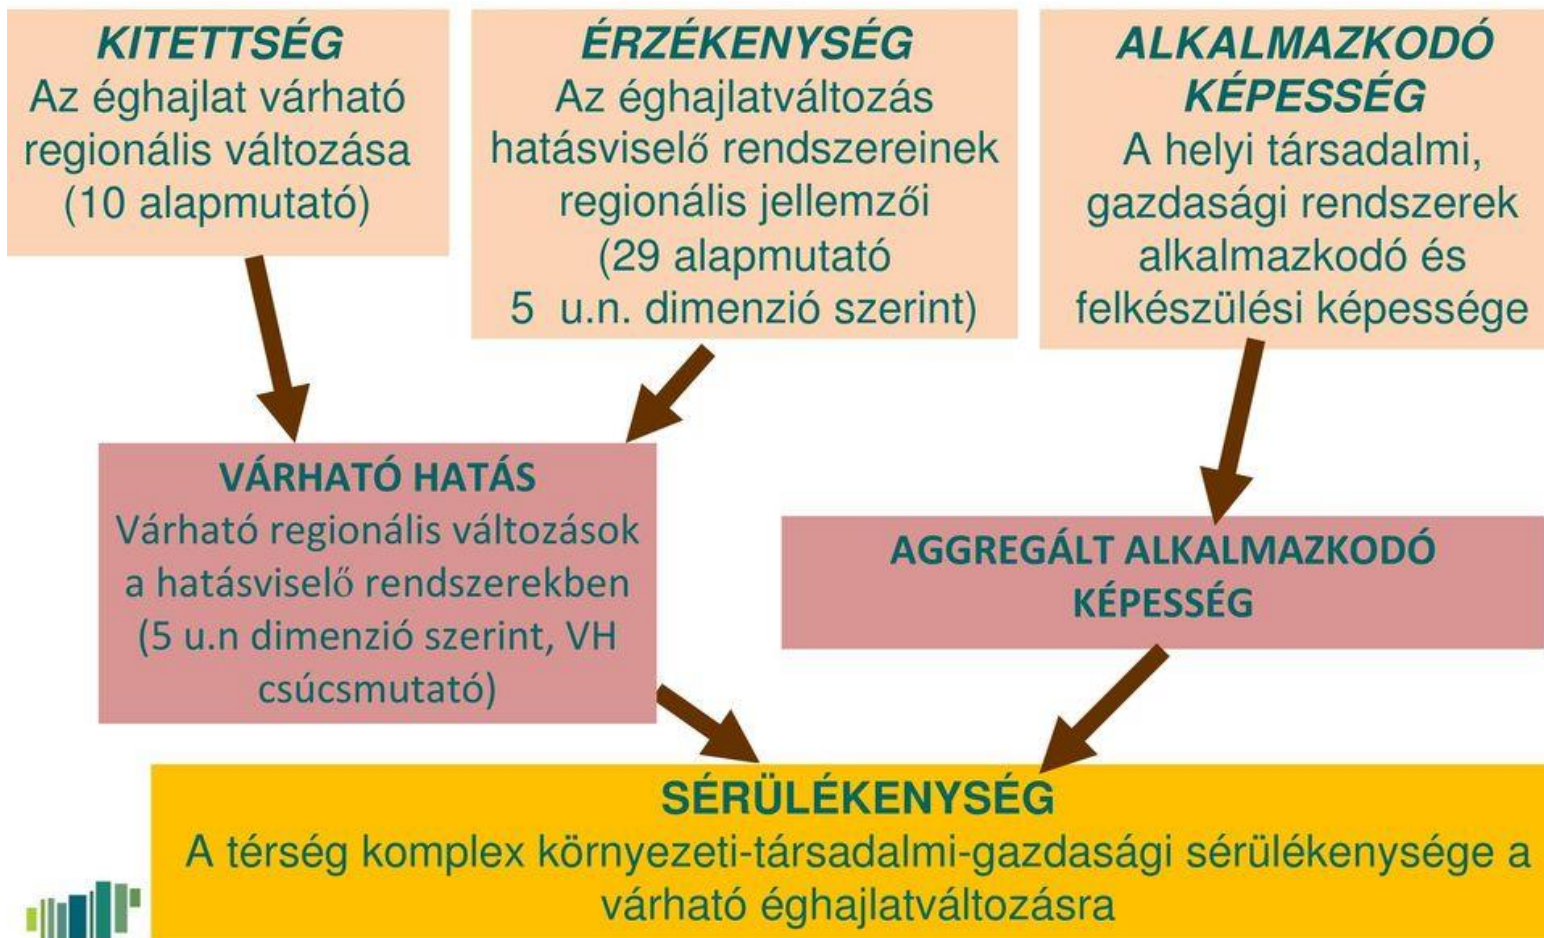 KITETTSÉG
Az éghajlat várható
regionális változása
(10 alapmutató)
ÉRZÉKENYSÉG
Az éghajlatváltozás
hatásviselő rendszereinek
regionális jellemzői
(29 alapmutató
5 u.n. dimenzió szerint)
ALKALMAZKODÓ
KÉPESSÉG
A helyi társadalmi,
gazdasági rendszerek
alkalmazkodó és
felkészülési képessége
VÁRHATÓ HATÁS
Várható regionális változások
a hatásviselő rendszerekben
(5 u.n dimenzió szerint, VH
csúcsmutató)
AGGREGÁLT ALKALMAZKODÓ
KÉPESSÉG
SÉRÜLÉKENYSÉG
A térség komplex környezeti-társadalmi-gazdasági sérülékenysége a
várható éghajlatváltozásra